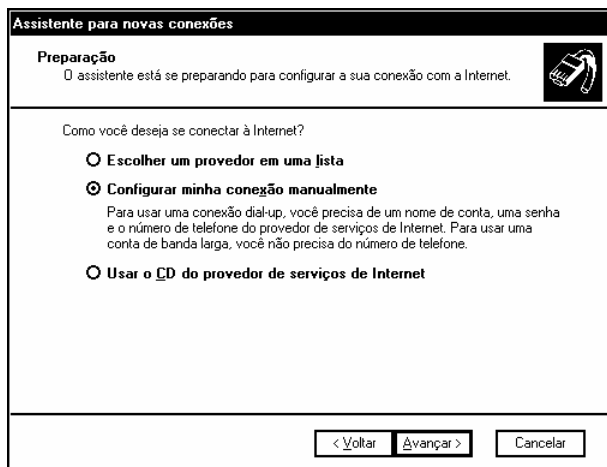 Assistente para novas conexões
Preparação
O assistente está se preparando para configurar a sua conexão com a Internet.
Como você deseja se conectar à Internet?
Escolher um provedor em uma lista
Configurar minha conexão manualmente
Para usar uma conexão dial-up, você precisa de um nome de conta, uma senha
e o número de telefone do provedor de serviços de Internet. Para usar uma
conta de banda larga, você não precisa do número de telefone.
Usar o CD do provedor de serviços de Internet
< Voltar Avançar > Cancelar